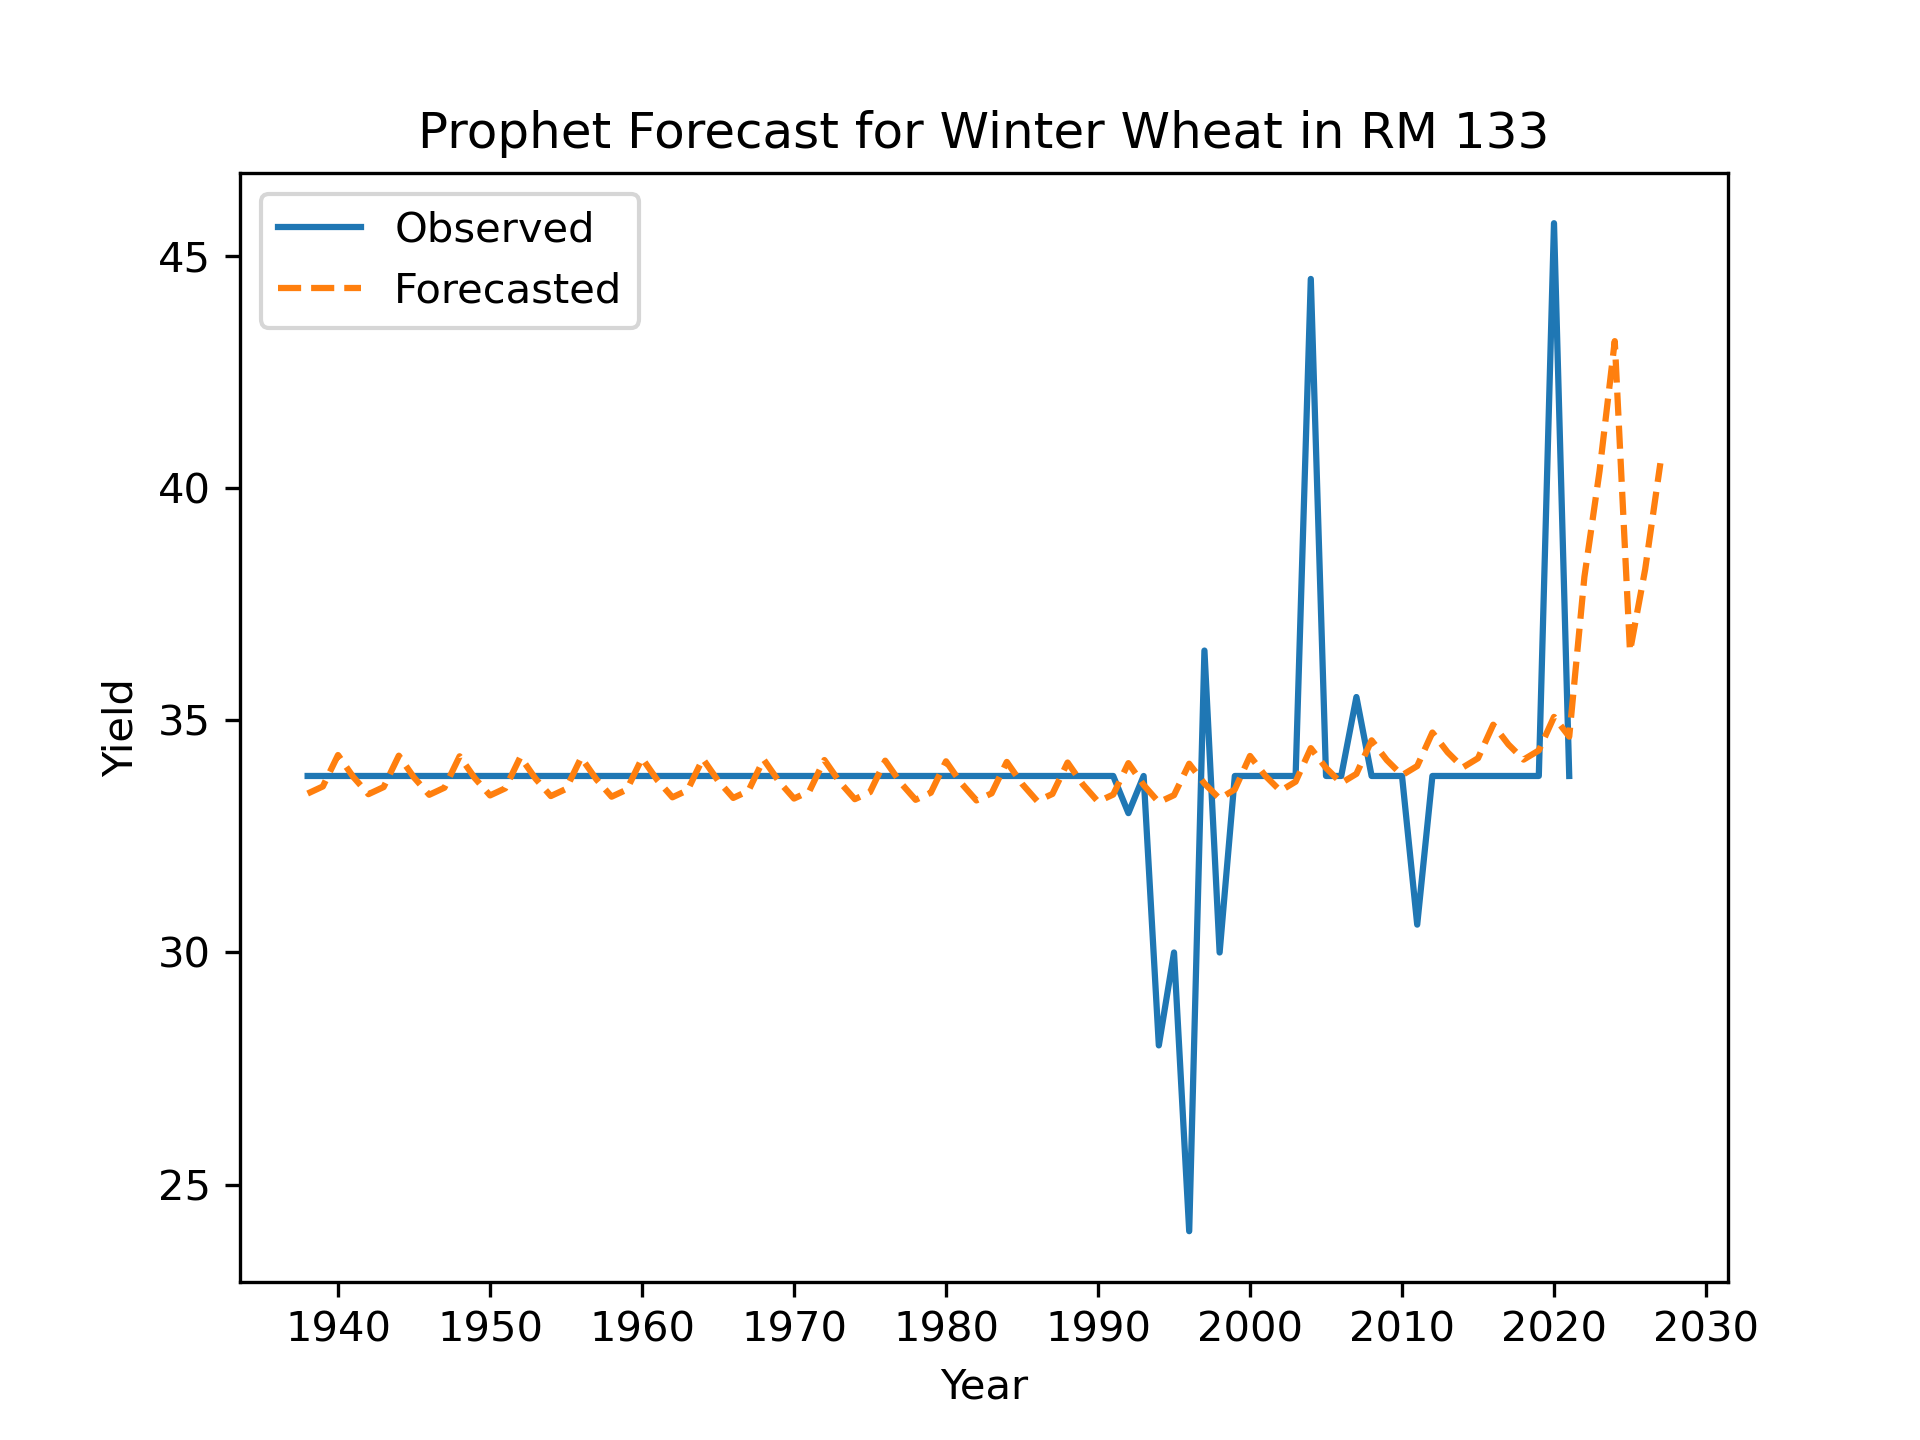 Prophet Forecast for Winter Wheat in RM 133
Observed
Forecasted
45
40
35
30
25
Yield
1940 1950 1960 1970 1980 1990 2000 2010 2020 2030
Year